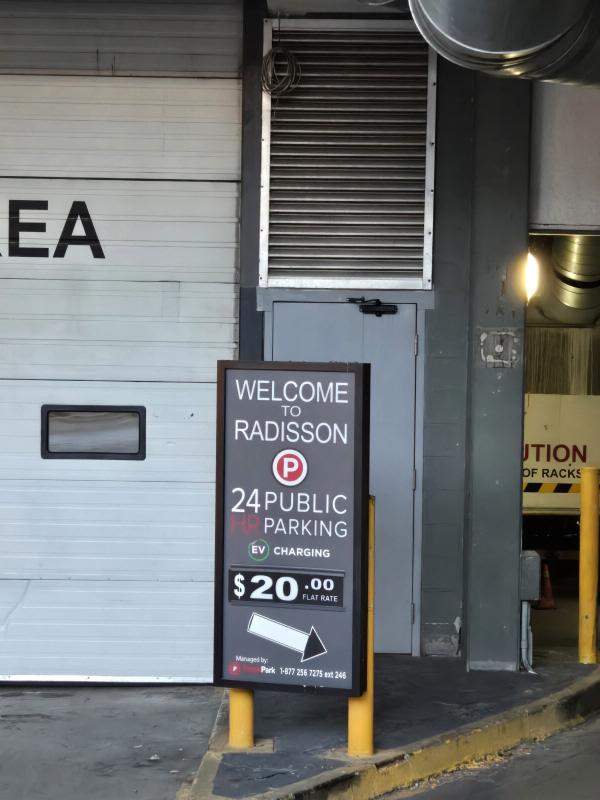 EA
WELCOME
TO
RADISSON
P
24 PUBLIC
HR PARKING
EV CHARGING
$20.00
FLAT RATE
Managed by:
P Park 1-877 256 7275 ext 246
UTION
OF RACKS